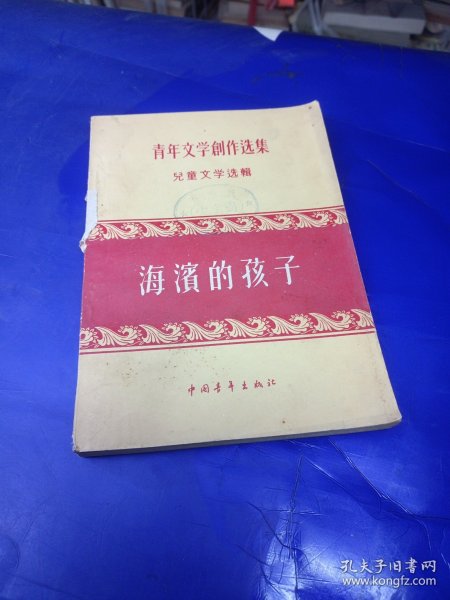 青年文学創作选集
兒童文学选輯
海濱的孩子
中国青年出版社
孔夫子旧书网
www.kongfz.com